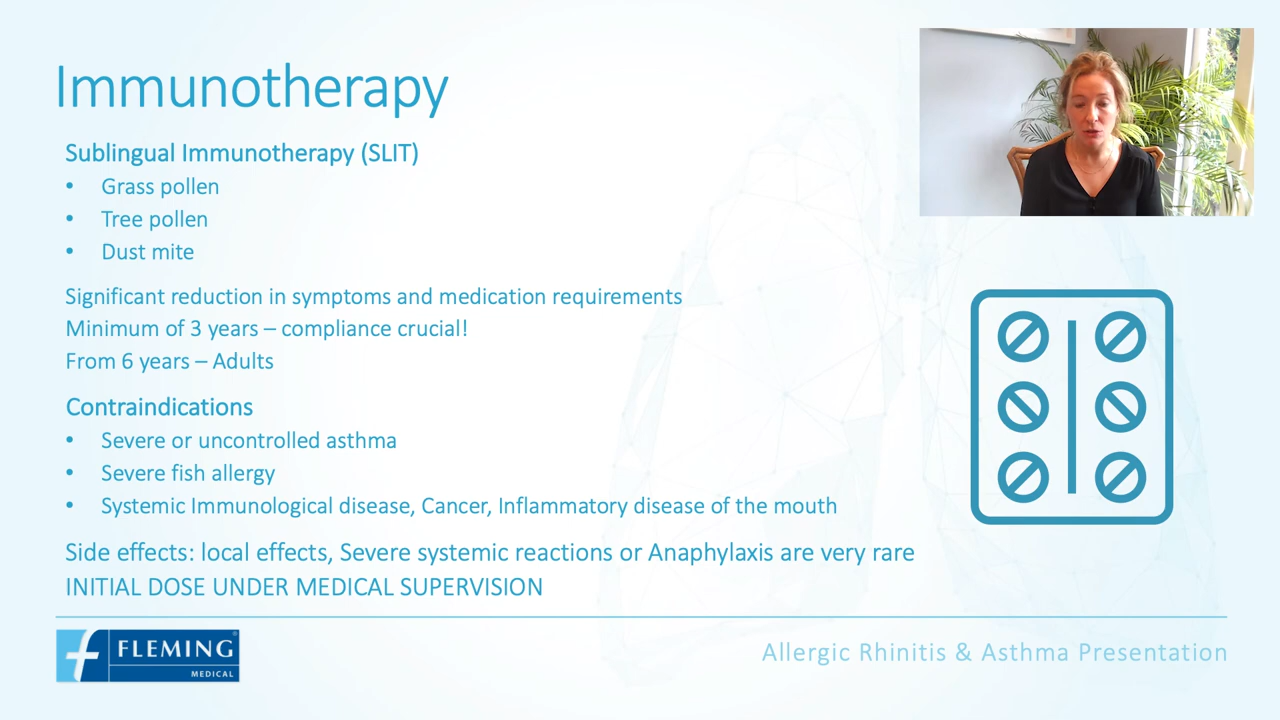 Immunotherapy
Sublingual Immunotherapy (SLIT)
• Grass pollen
• Tree pollen
• Dust mite
Significant reduction in symptoms and medication requirements
Minimum of 3 years – compliance crucial!
From 6 years – Adults
Contraindications
• Severe or uncontrolled asthma
• Severe fish allergy
• Systemic Immunological disease, Cancer, Inflammatory disease of the mouth
Side effects: local effects, Severe systemic reactions or Anaphylaxis are very rare
INITIAL DOSE UNDER MEDICAL SUPERVISION
FLEMING®
MEDICAL
Allergic Rhinitis & Asthma Presentation